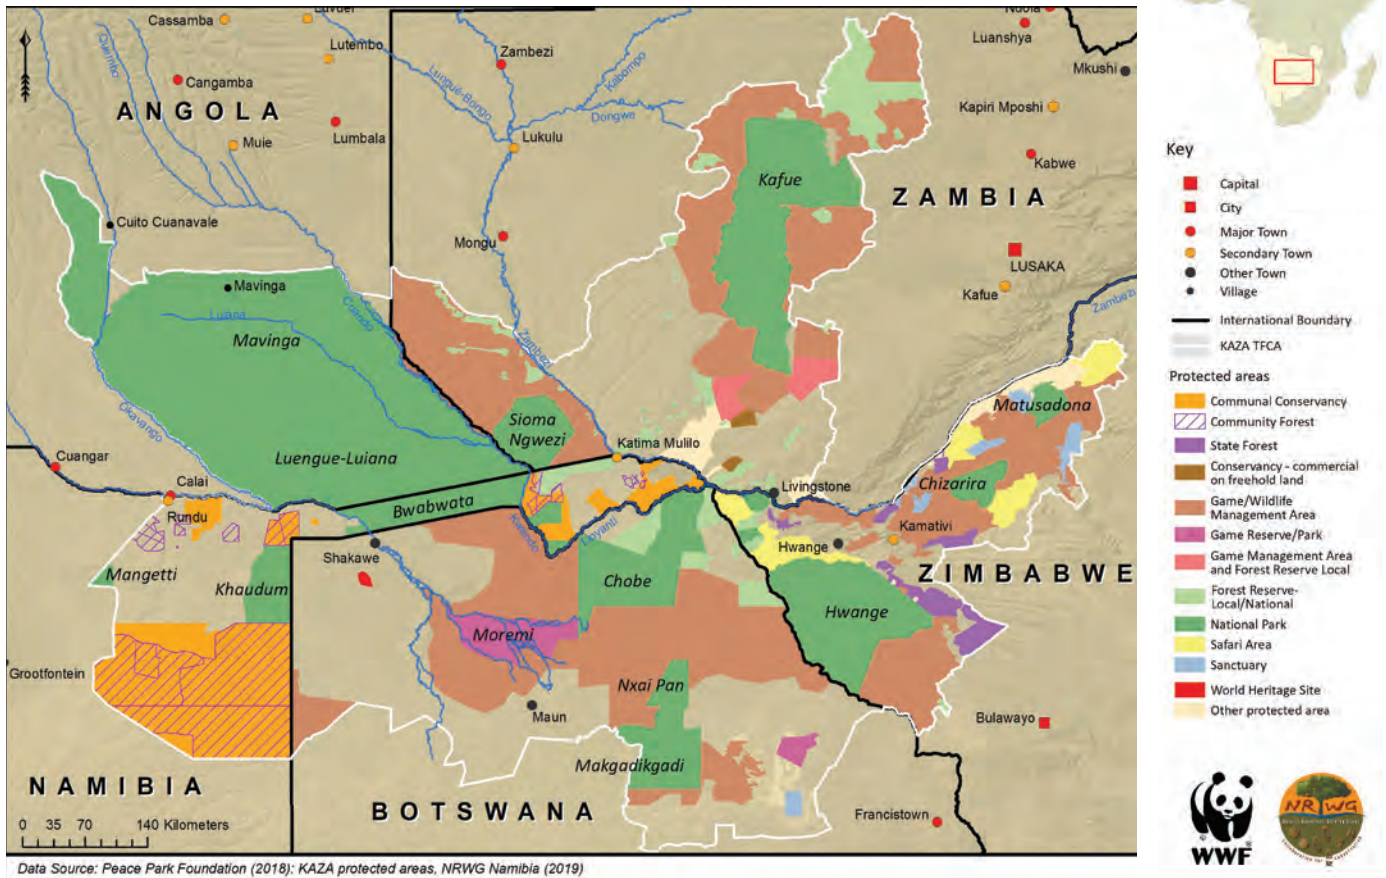 Cassamba
Cuvuei
Lutembo
Cangamba
Quembo
ANGOLA
Lumbala
Muie
Lungué-Bongo
Zambezi
Kabompo
Dongwe
Lukulu
Ndola
Luanshya
Mkushi
Kapiri Mposhi
Kabwe
Kafue
ZAMBIA
Cuito Cuanavale
Mongu
LUSAKA
Kafue
Zambezi
Mavinga
Luiana
Cuando
Mavinga
Zambezi
Okavango
Sioma
Ngwezi
Matusadona
Katima Mulilo
Cuangar
Luengue-Luiana
Calai
Rundu
Bwabwata
Livingstone
Chizarira
Kwando
Linyanti
Kamativi
Hwange
Shakawe
Mangetti
Khaudum
Chobe
ZIMBABWE
Hwange
Moremi
Grootfontein
Nxai Pan
Maun
Bulawayo
Makgadikgadi
NAMIBIA
BOTSWANA
Francistown
0 35 70 140 Kilometers
Data Source: Peace Park Foundation (2018): KAZA protected areas, NRWG Namibia (2019)
Key
Capital
City
Major Town
Secondary Town
Other Town
Village
International Boundary
KAZA TFCA
Protected areas
Communal Conservancy
Community Forest
State Forest
Conservancy - commercial
on freehold land
Game/Wildlife
Management Area
Game Reserve/Park
Game Management Area
and Forest Reserve Local
Forest Reserve-
Local/National
National Park
Safari Area
Sanctuary
World Heritage Site
Other protected area
WWF
NRWG